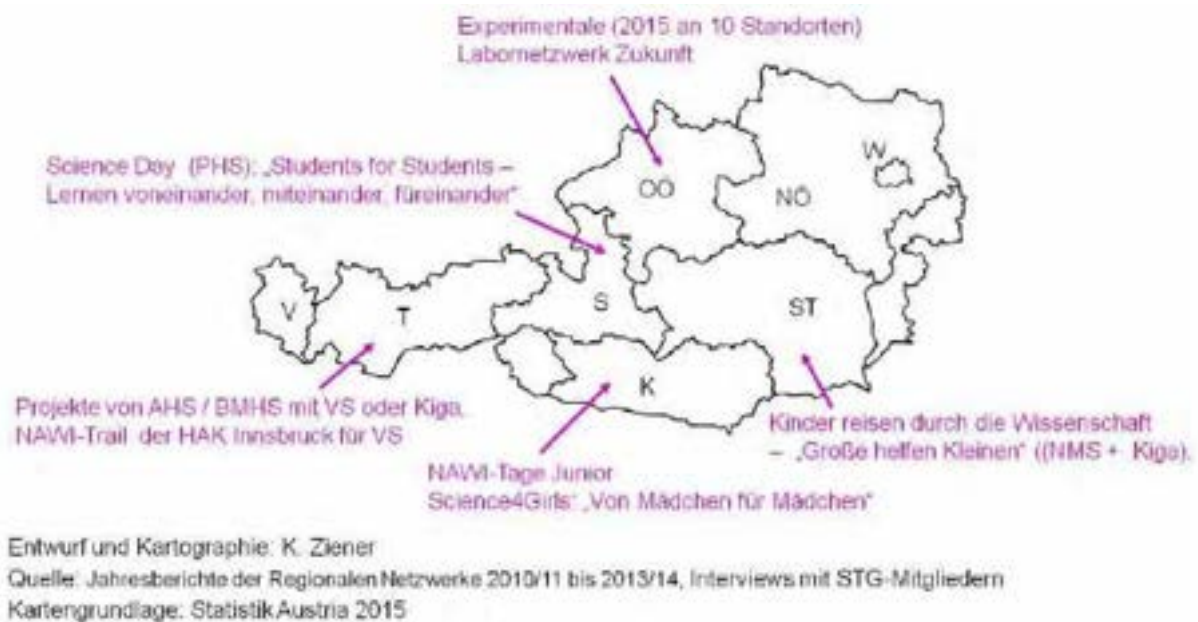 Experimentale (2015 an 10 Standorten)
Labornetzwerk Zukunft
Science Day (PHS): „Students for Students –
Lernen voneinander, miteinander, füreinander“
W
OÖ
NÖ
V
T
S
ST
K
Projekte von AHS / BMHS mit VS oder Kiga,
NAWI-Trail der HAK Innsbruck für VS
Kinder reisen durch die Wissenschaft
– „Große helfen Kleinen“ ((NMS + Kiga),
NAWI-Tage Junior
Science4Girls: „Von Mädchen für Mädchen“
Entwurf und Kartographie: K. Ziener
Quelle: Jahresberichte der Regionalen Netzwerke 2010/11 bis 2013/14, Interviews mit STG-Mitgliedern
Kartengrundlage: Statistik Austria 2015